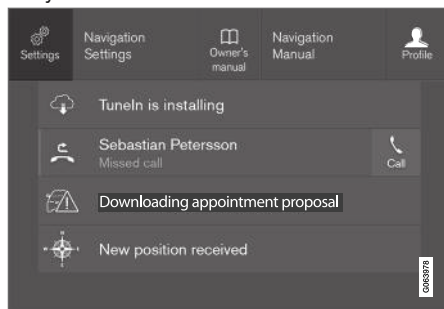 Navigation
Settings
Navigation
Manual
Settings
Owner's
manual
Profile
TuneIn is installing
Sebastian Petersson
Missed call
Call
Downloading appointment proposal
New position received
G063978